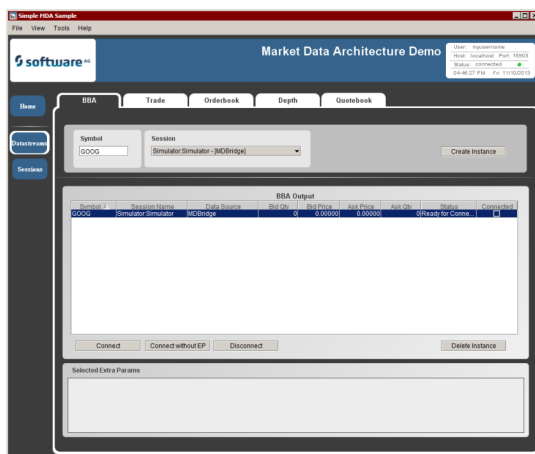 Simple MDA Sample
File View Tools Help
software AG
Market Data Architecture Demo
User: myusername
Host: localhost Port: 15903
Status: connected
04:46:27 PM Fri 11/10/2013
Home
Datastreams
Sessions
BBA Trade Orderbook Depth Quotebook
Symbol Session
GOOG Simulator:Simulator - [MDBridge] Create Instance
BBA Output
Symbol Session Name Data Source Bid Qty Bid Price Ask Price Ask Qty Status Connected
GOOG Simulator:Simulator MDBridge 0 0.00000 0.00000 0 Ready for Conne...
Connect Connect without EP Disconnect Delete Instance
Selected Extra Params